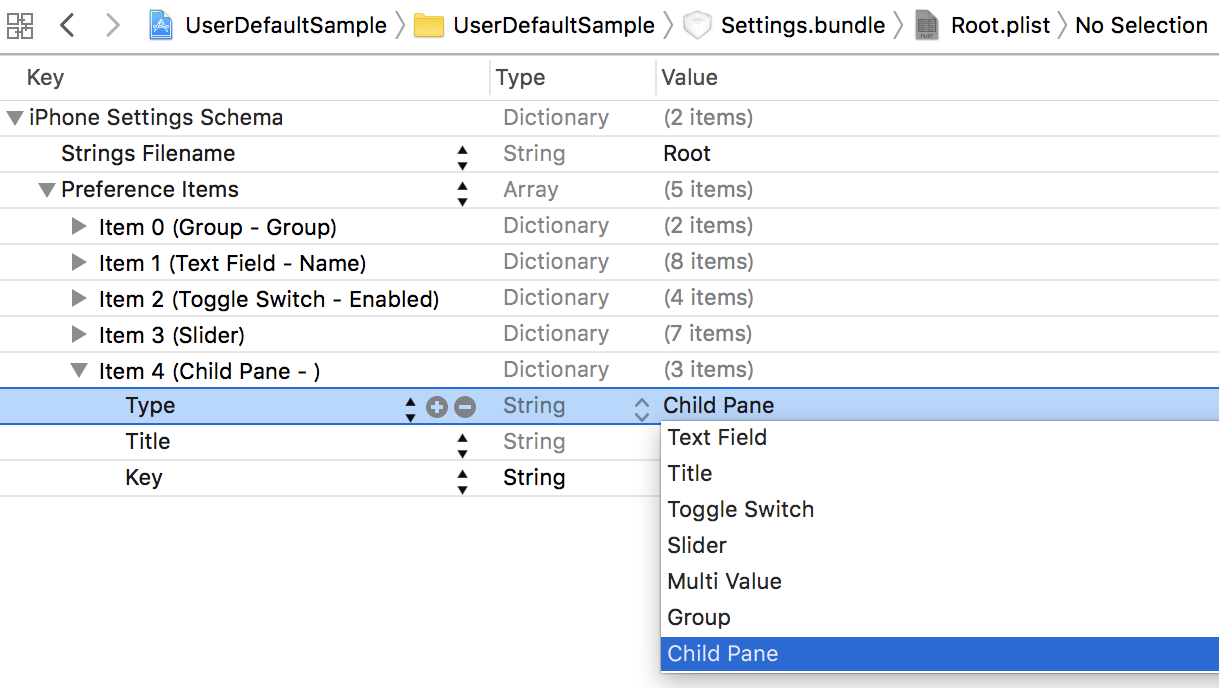 UserDefaultSample UserDefaultSample Settings.bundle Root.plist No Selection
Key Type Value
iPhone Settings Schema Dictionary (2 items)
Strings Filename String Root
Preference Items Array (5 items)
Item 0 (Group - Group) Dictionary (2 items)
Item 1 (Text Field - Name) Dictionary (8 items)
Item 2 (Toggle Switch - Enabled) Dictionary (4 items)
Item 3 (Slider) Dictionary (7 items)
Item 4 (Child Pane - ) Dictionary (3 items)
Type String Child Pane
Title String
Key String
Text Field
Title
Toggle Switch
Slider
Multi Value
Group
Child Pane